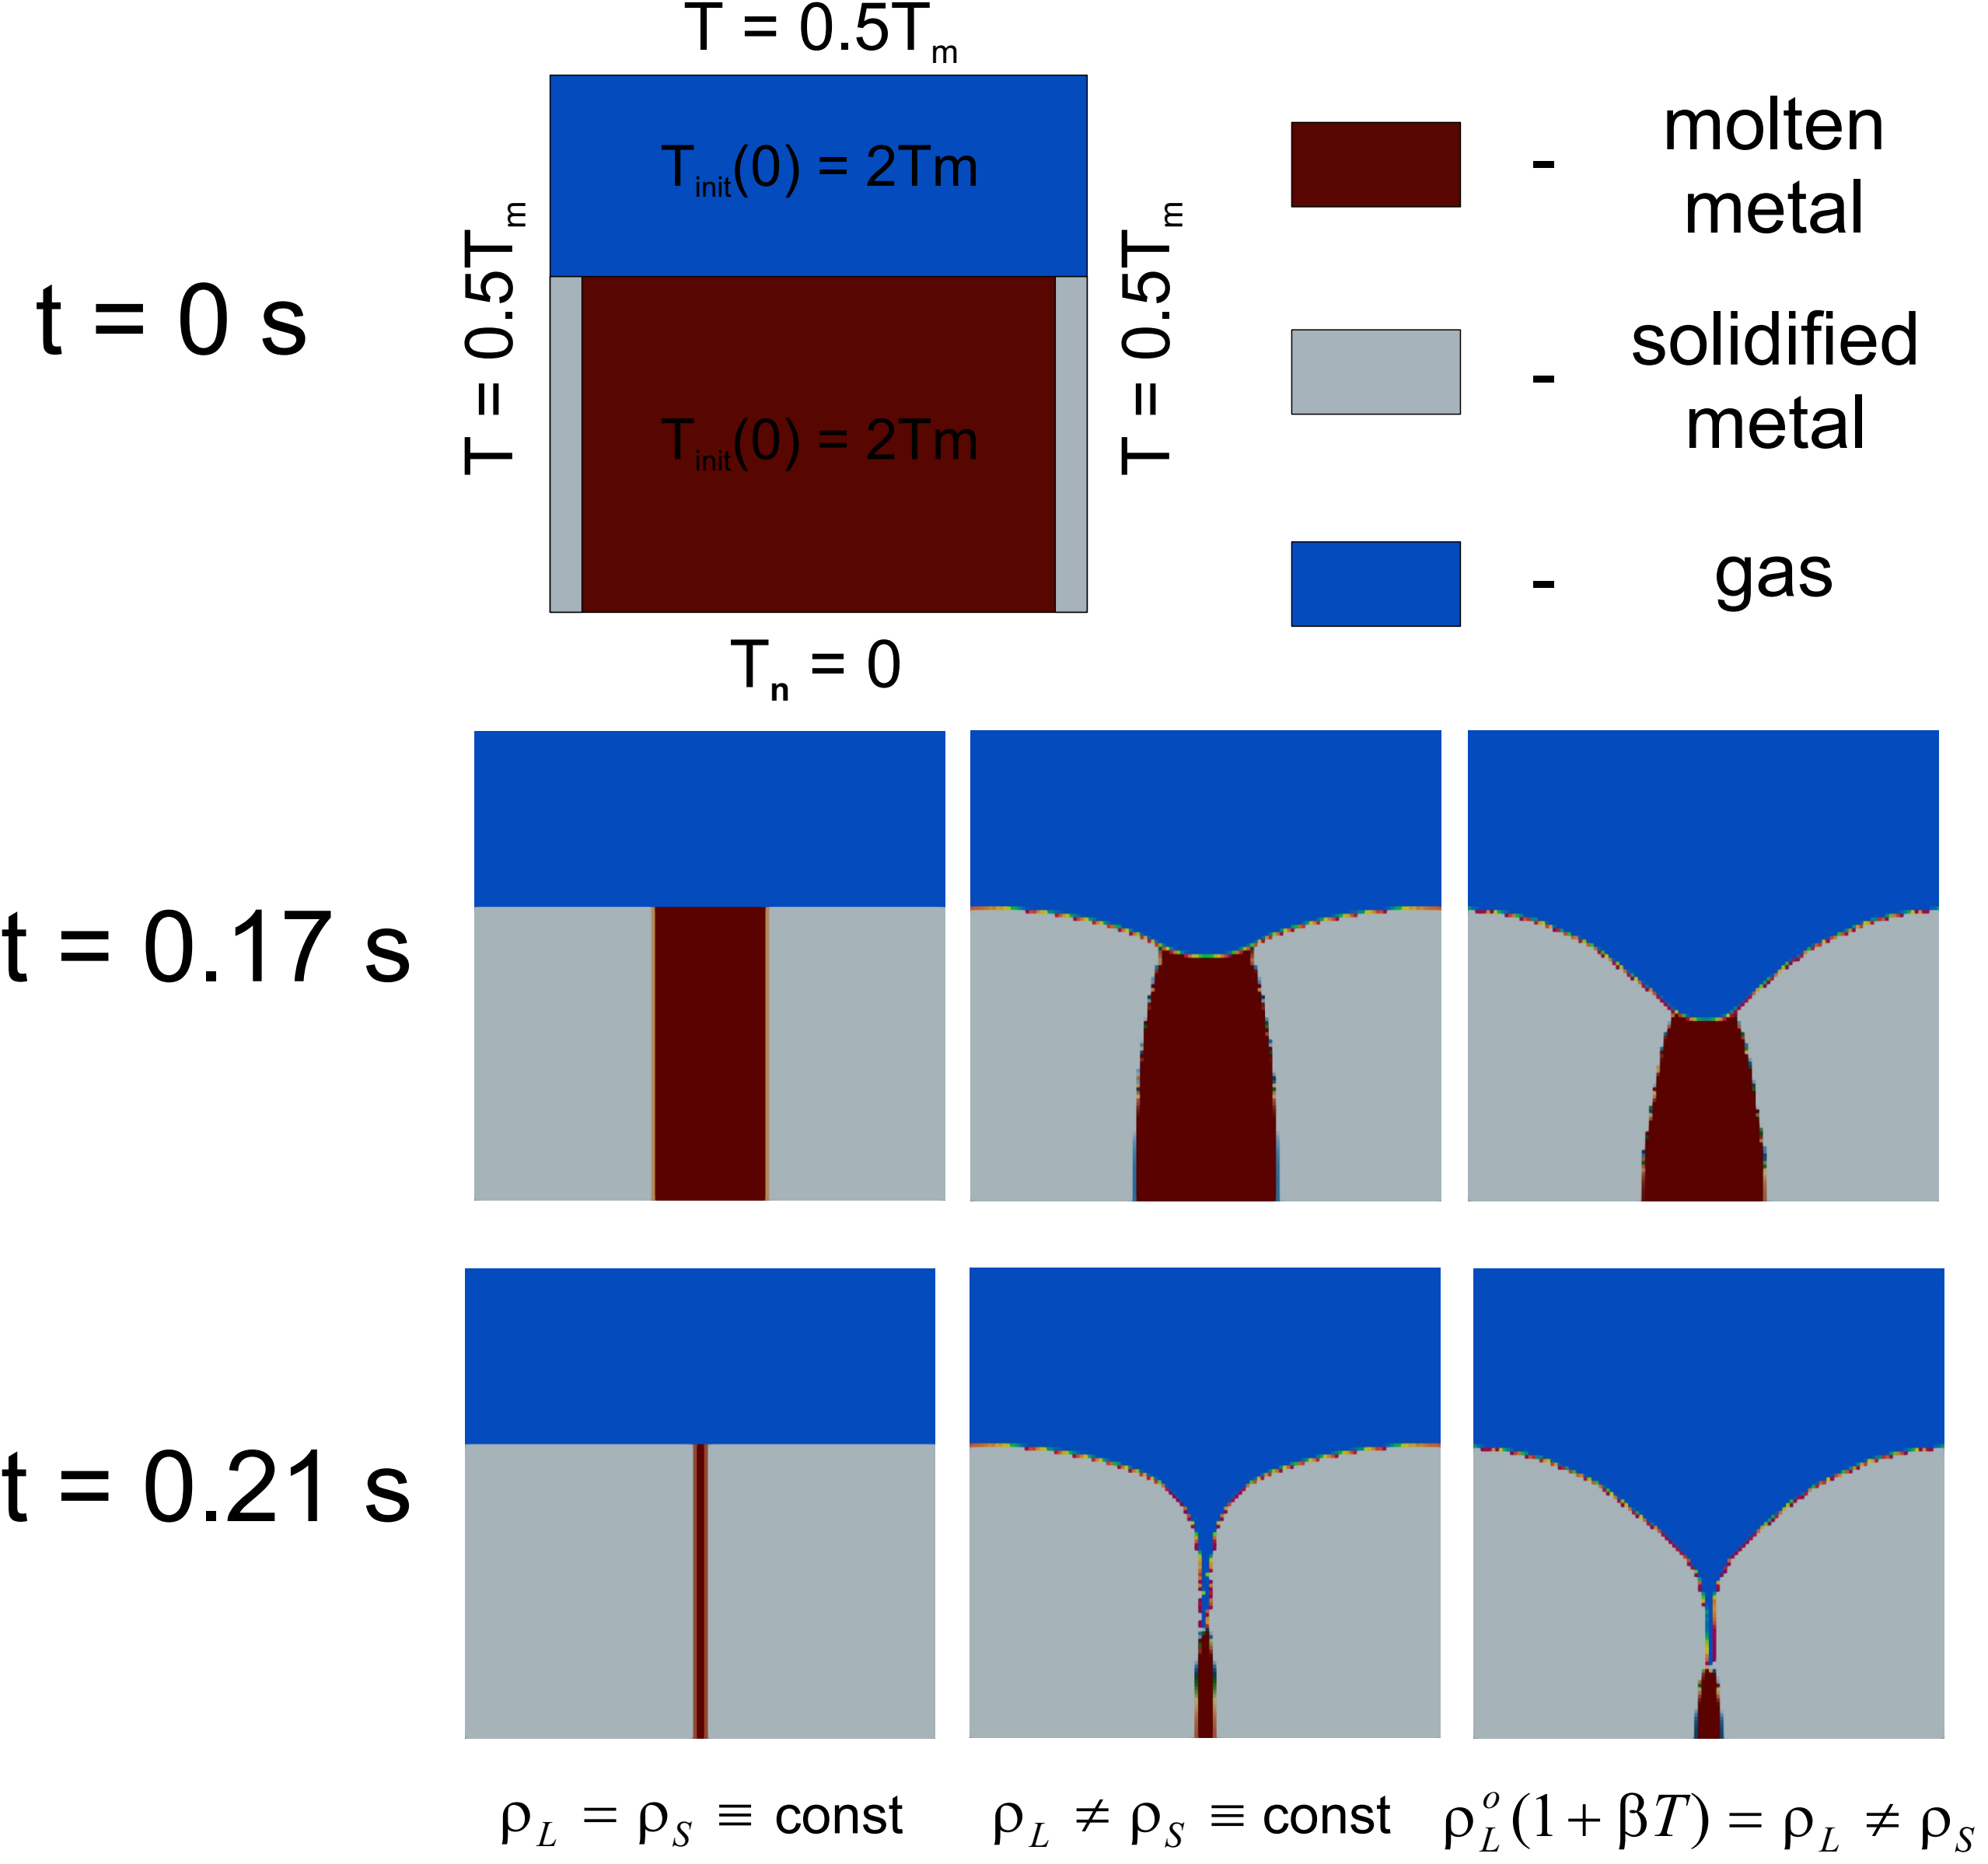 T = 0.5Tm
Tinit(0) = 2Tm
T = 0.5Tm
T = 0.5Tm
t = 0 s
Tinit(0) = 2Tm
Tn = 0
- molten
metal
- solidified
metal
- gas
t = 0.17 s
t = 0.21 s
ρL = ρS ≡ const
ρL ≠ ρS ≡ const
ρL°(1 + βT) = ρL ≠ ρS